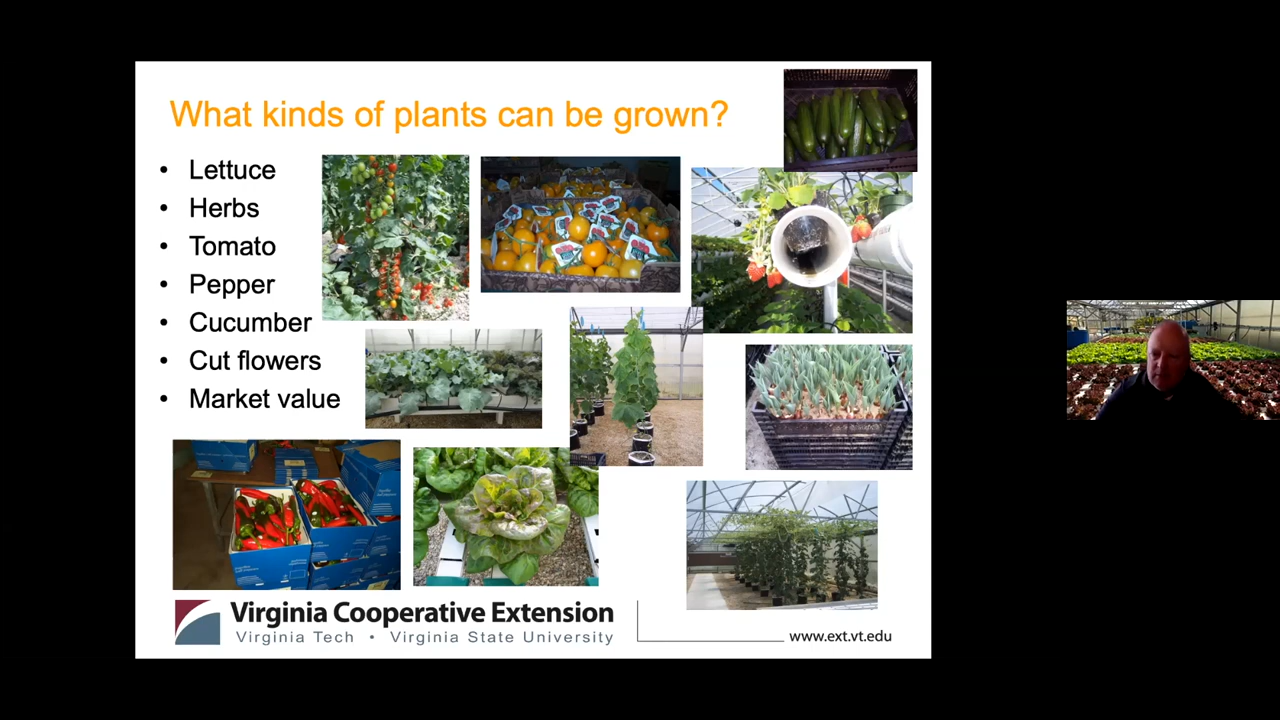 What kinds of plants can be grown?
• Lettuce
• Herbs
• Tomato
• Pepper
• Cucumber
• Cut flowers
• Market value
Virginia Cooperative Extension
Virginia Tech • Virginia State University
www.ext.vt.edu